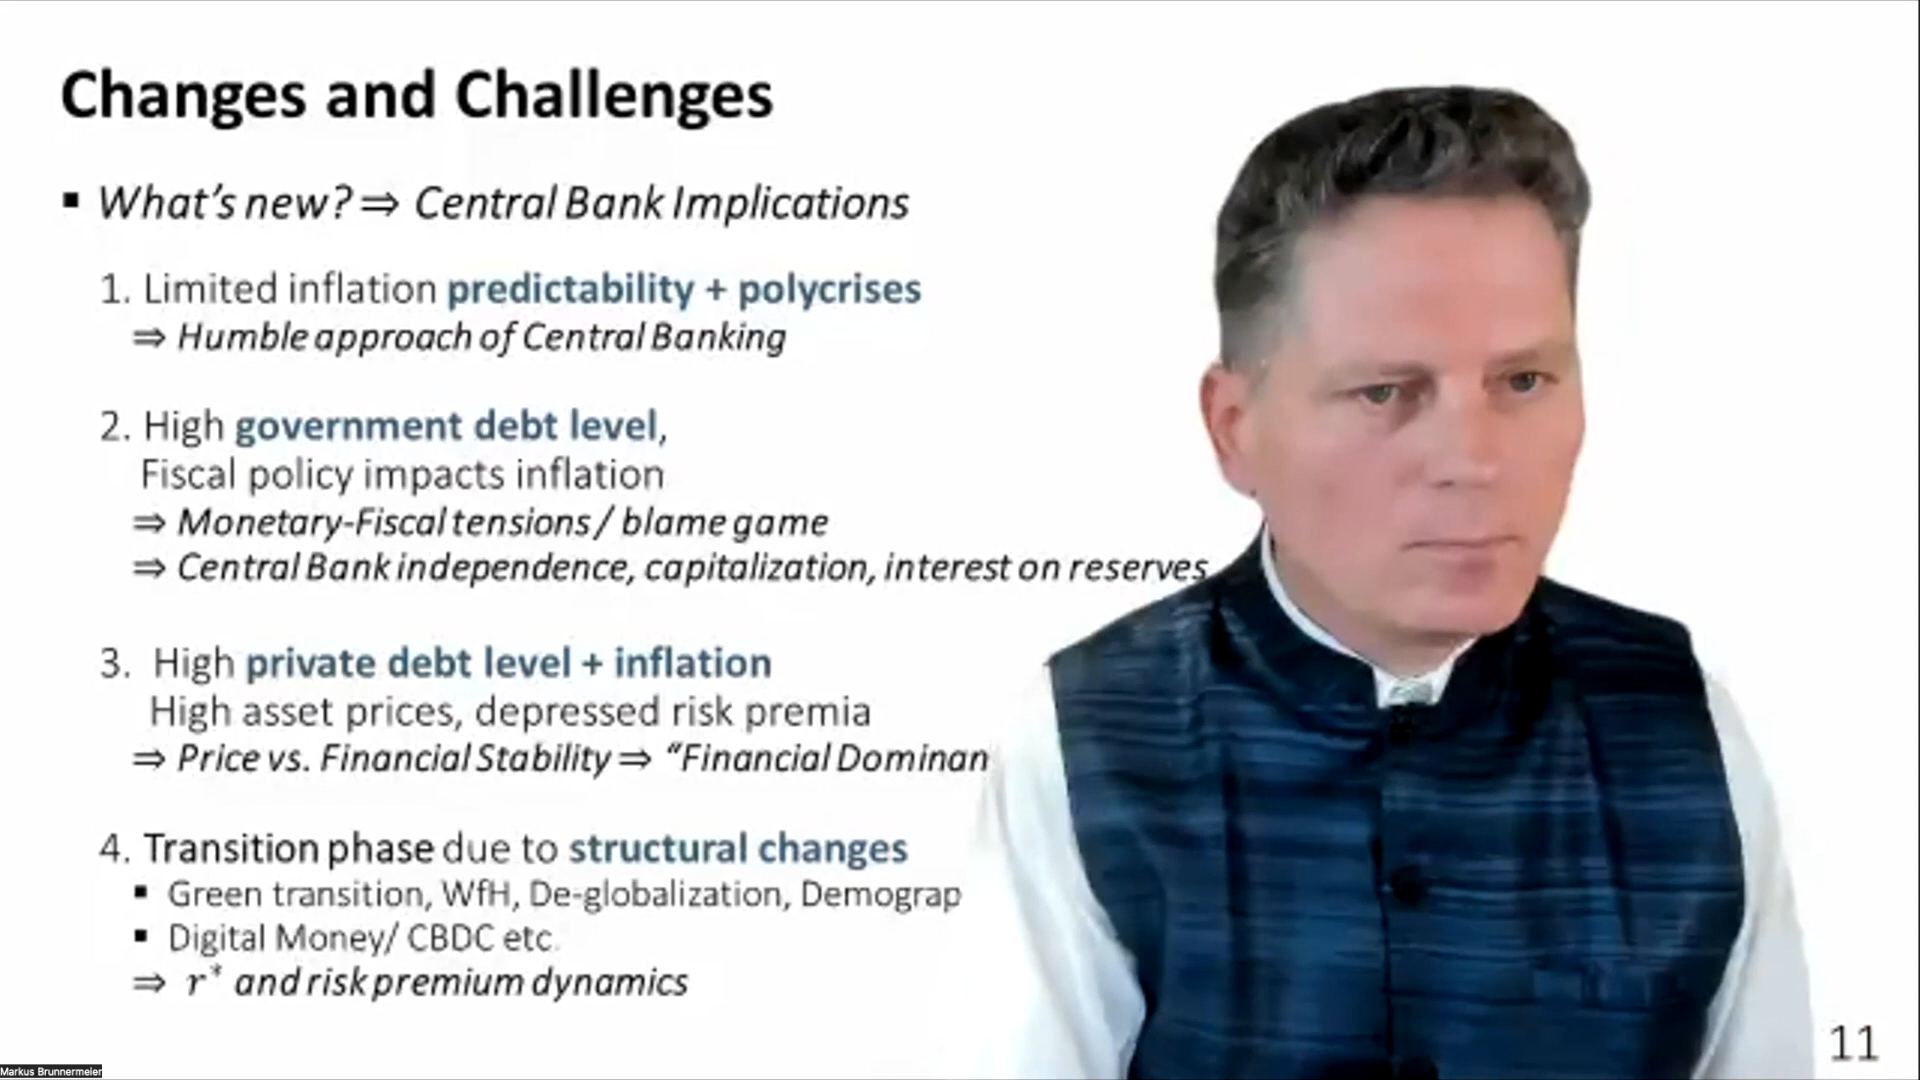 Changes and Challenges
▪ What's new? ⇒ Central Bank Implications
1. Limited inflation predictability + polycrises
⇒ Humble approach of Central Banking
2. High government debt level,
Fiscal policy impacts inflation
⇒ Monetary-Fiscal tensions / blame game
⇒ Central Bank independence, capitalization, interest on reserves
3. High private debt level + inflation
High asset prices, depressed risk premia
⇒ Price vs. Financial Stability ⇒ “Financial Dominan
4. Transition phase due to structural changes
▪ Green transition, WfH, De-globalization, Demograp
▪ Digital Money/ CBDC etc.
⇒ r* and risk premium dynamics
11
Markus Brunnermeier